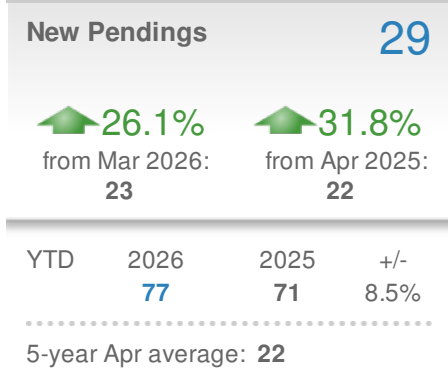 New Pendings 29
26.1% 31.8%
from Mar 2026: from Apr 2025:
23 22
YTD 2026 2025 +/-
77 71 8.5%
5-year Apr average: 22